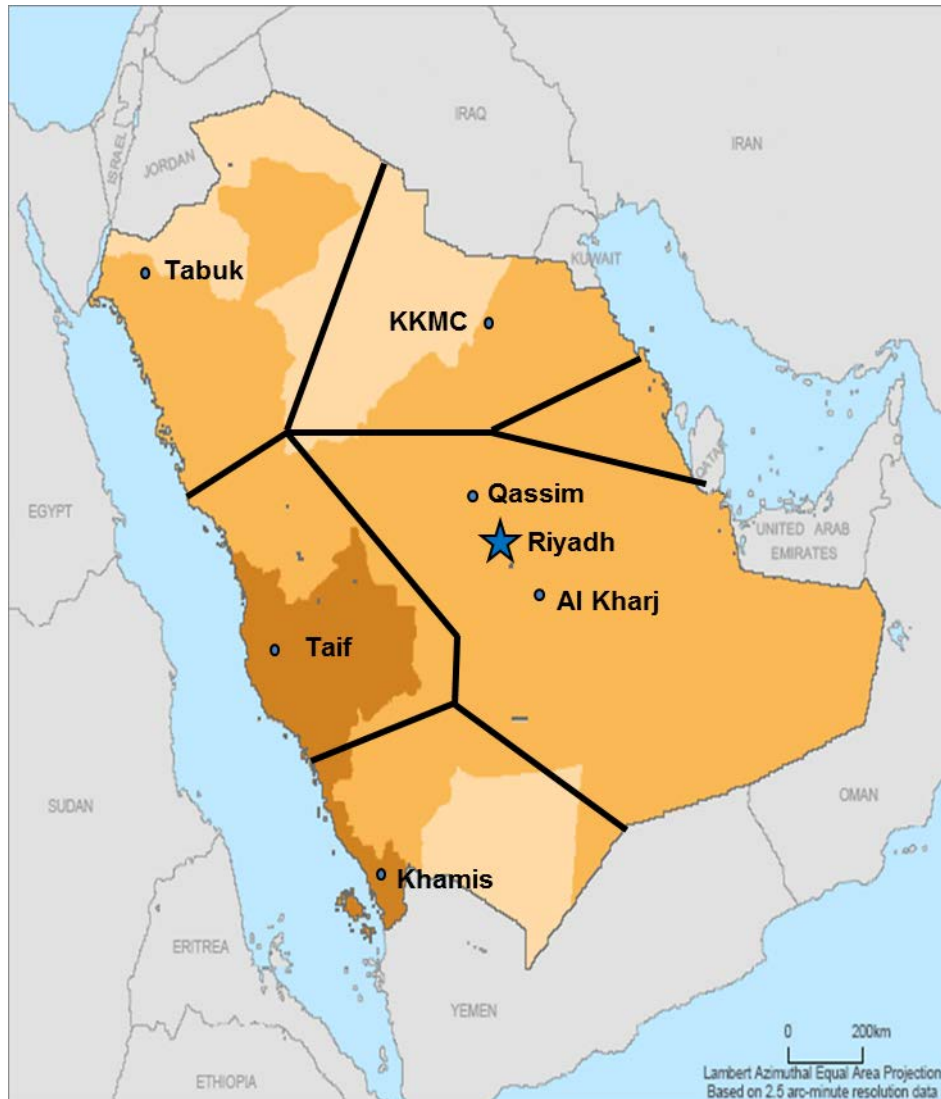 IRAQ
IRAN
ISRAEL
JORDAN
KUWAIT
Tabuk
KKMC
QATAR
Qassim
EGYPT
UNITED ARAB
EMIRATES
Riyadh
Al Kharj
Taif
SUDAN
OMAN
Khamis
ERITREA
YEMEN
0 200km
ETHIOPIA
Lambert Azimuthal Equal Area Projection
Based on 2.5 arc-minute resolution data